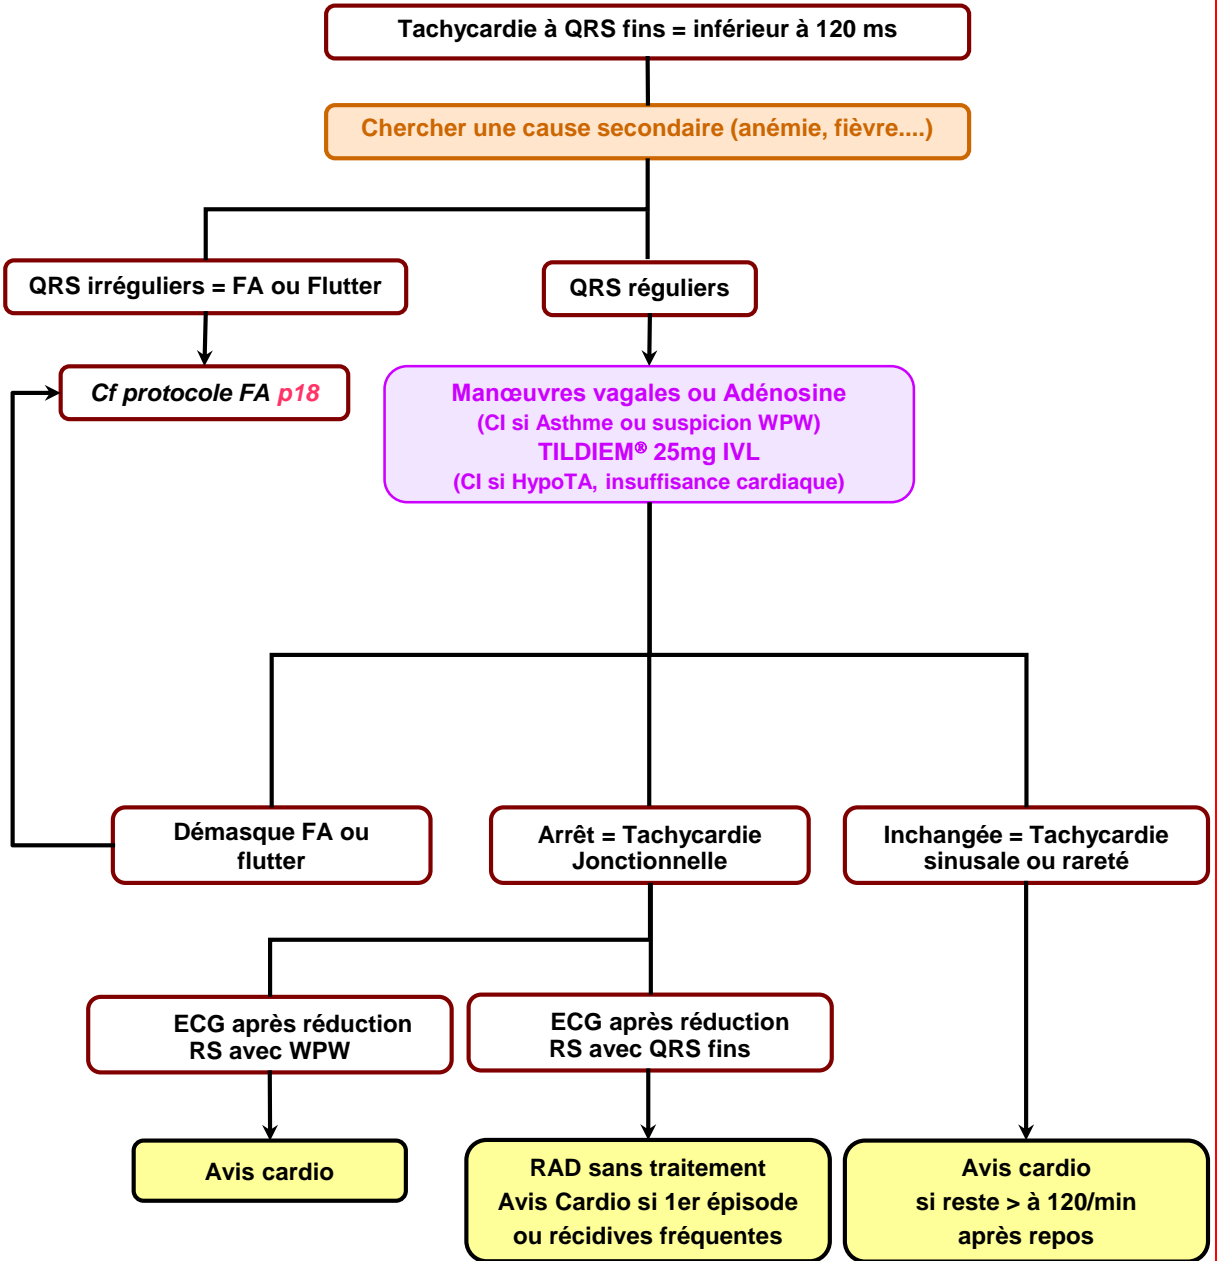 Tachycardie à QRS fins = inférieur à 120 ms
Chercher une cause secondaire (anémie, fièvre....)
QRS irréguliers = FA ou Flutter
QRS réguliers
Cf protocole FA p18
Manœuvres vagales ou Adénosine
(CI si Asthme ou suspicion WPW)
TILDIEM® 25mg IVL
(CI si HypoTA, insuffisance cardiaque)
Démasque FA ou
flutter
Arrêt = Tachycardie
Jonctionnelle
Inchangée = Tachycardie
sinusale ou rareté
ECG après réduction
RS avec WPW
ECG après réduction
RS avec QRS fins
Avis cardio
RAD sans traitement
Avis Cardio si 1er épisode
ou récidives fréquentes
Avis cardio
si reste > à 120/min
après repos